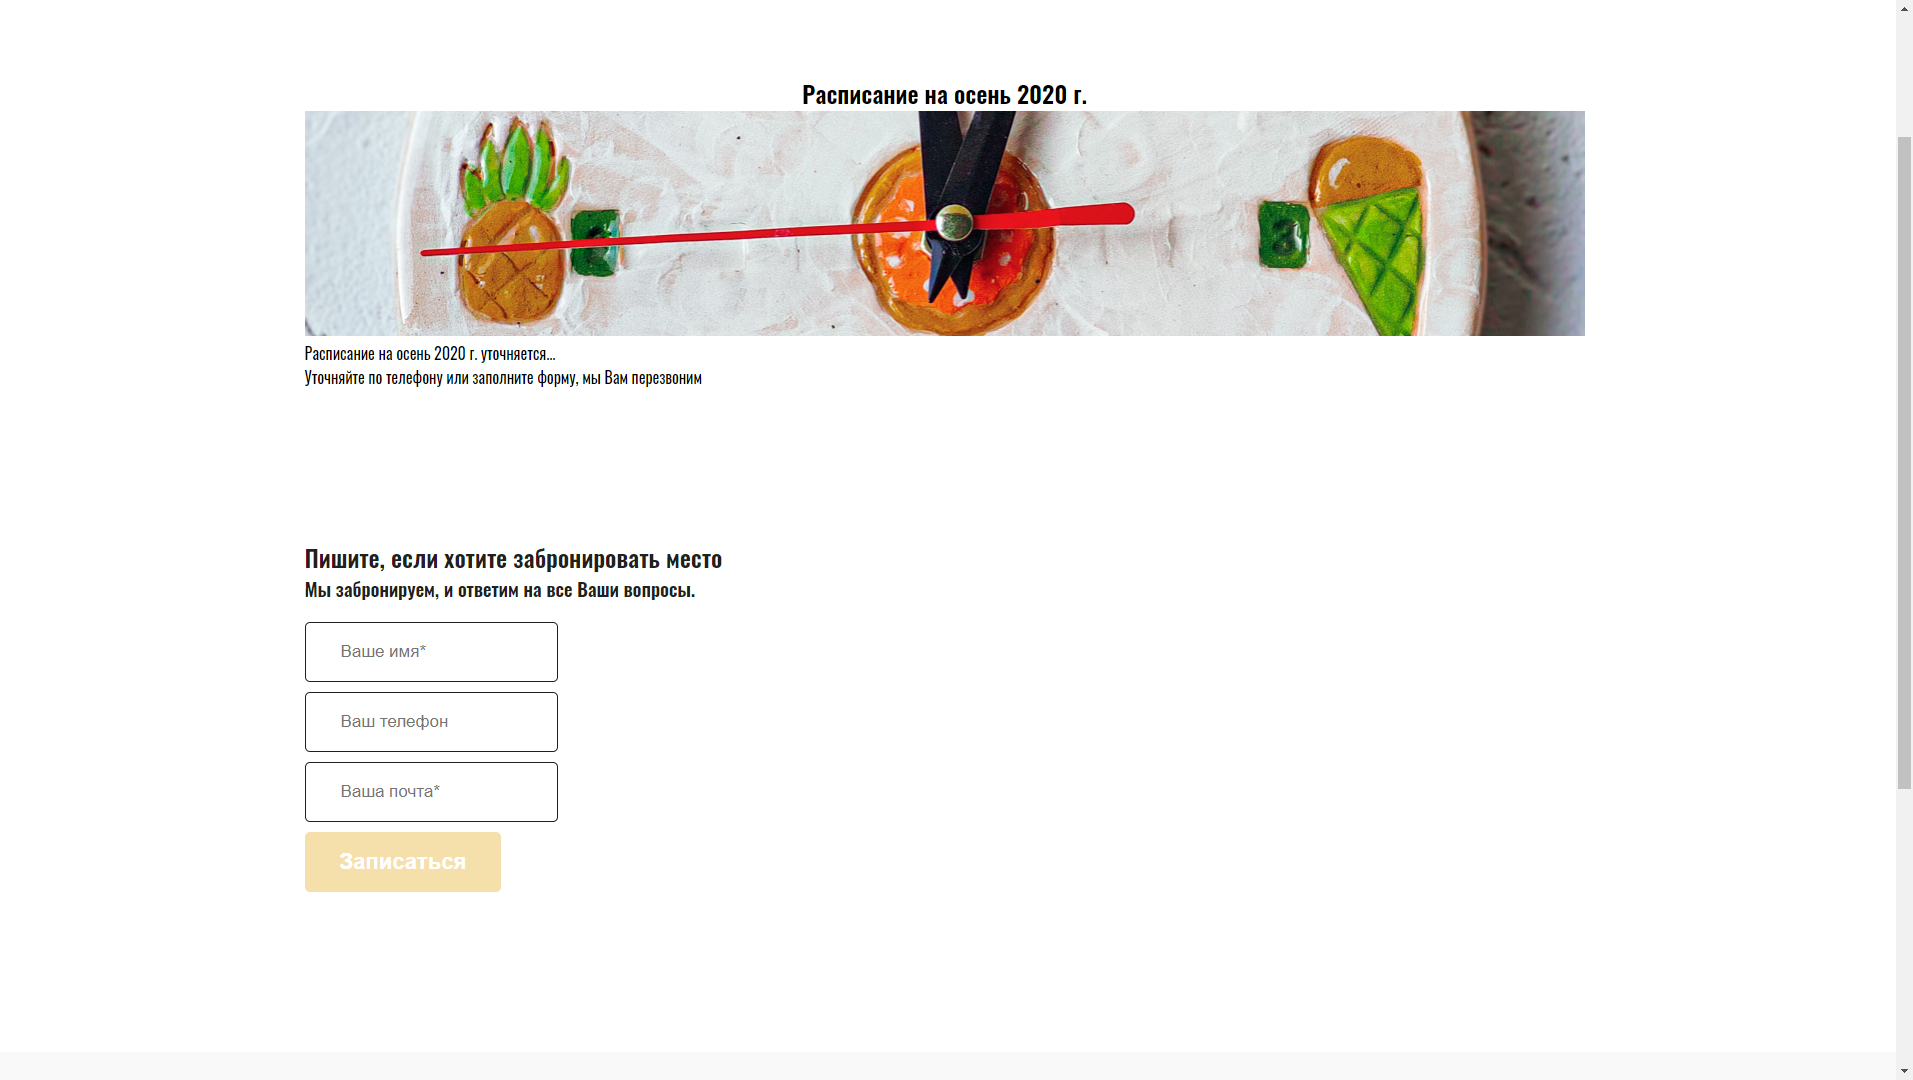 Расписание на осень 2020 г.
Расписание на осень 2020 г. уточняется...
Уточняйте по телефону или заполните форму, мы Вам перезвоним
Пишите, если хотите забронировать место
Мы забронируем, и ответим на все Ваши вопросы.
Ваше имя*
Ваш телефон
Ваша почта*
Записаться